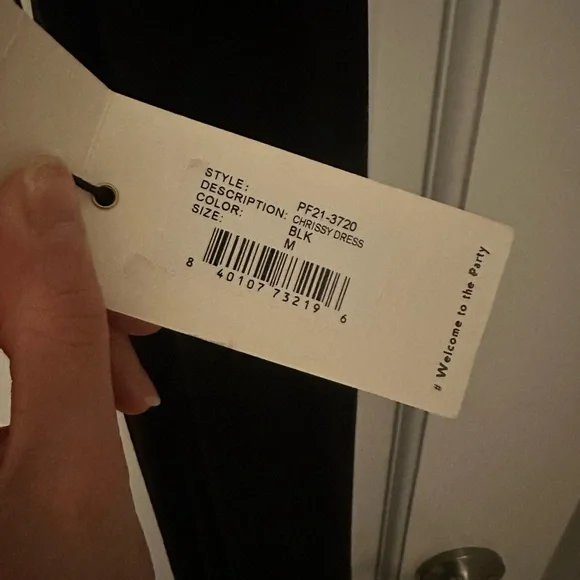 STYLE: PF21-3720
DESCRIPTION: CHRISSY DRESS
COLOR: BLK
SIZE: M
8 40107 73219 6
# Welcome to the Party